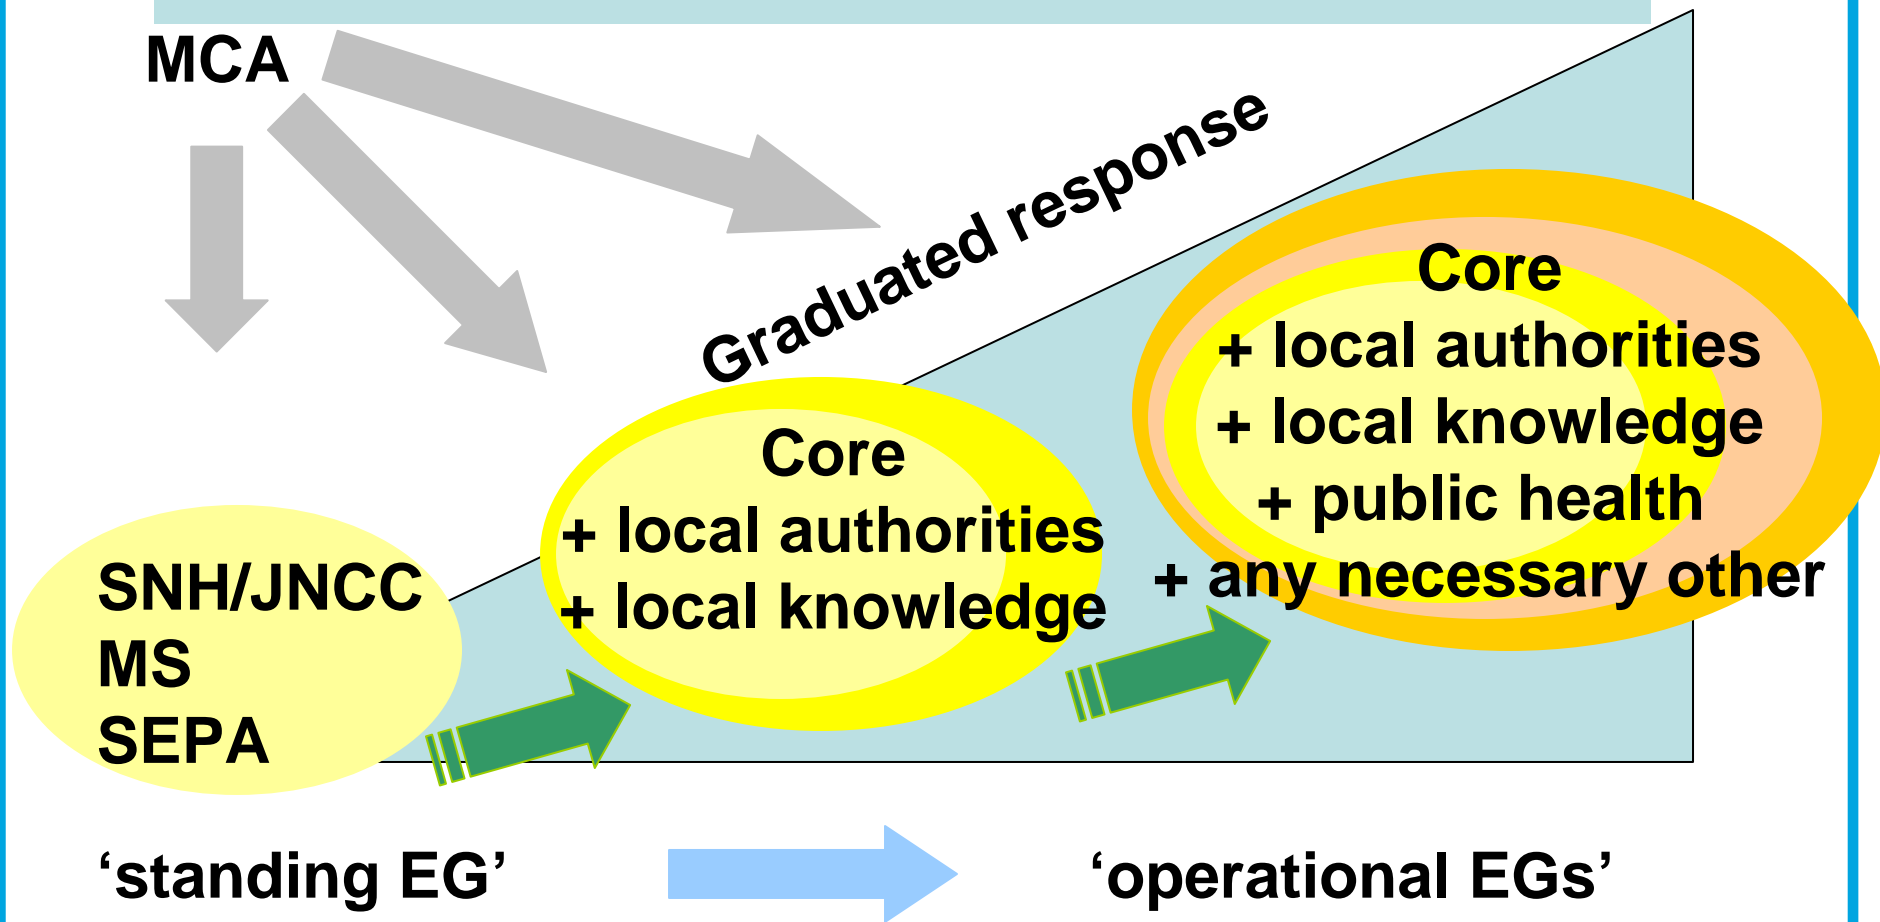 MCA
Graduated response
Core
+ local authorities
+ local knowledge
+ public health
+ any necessary other
Core
+ local authorities
+ local knowledge
SNH/JNCC
MS
SEPA
‘standing EG’
‘operational EGs’